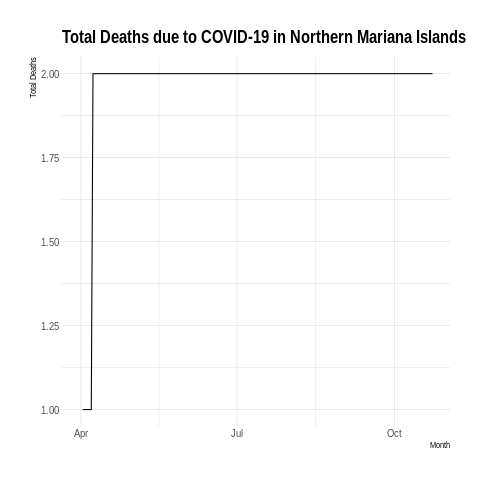 Total Deaths due to COVID-19 in Northern Mariana Islands
Total Deaths
2.00
1.75
1.50
1.25
1.00
Apr Jul Oct
Month